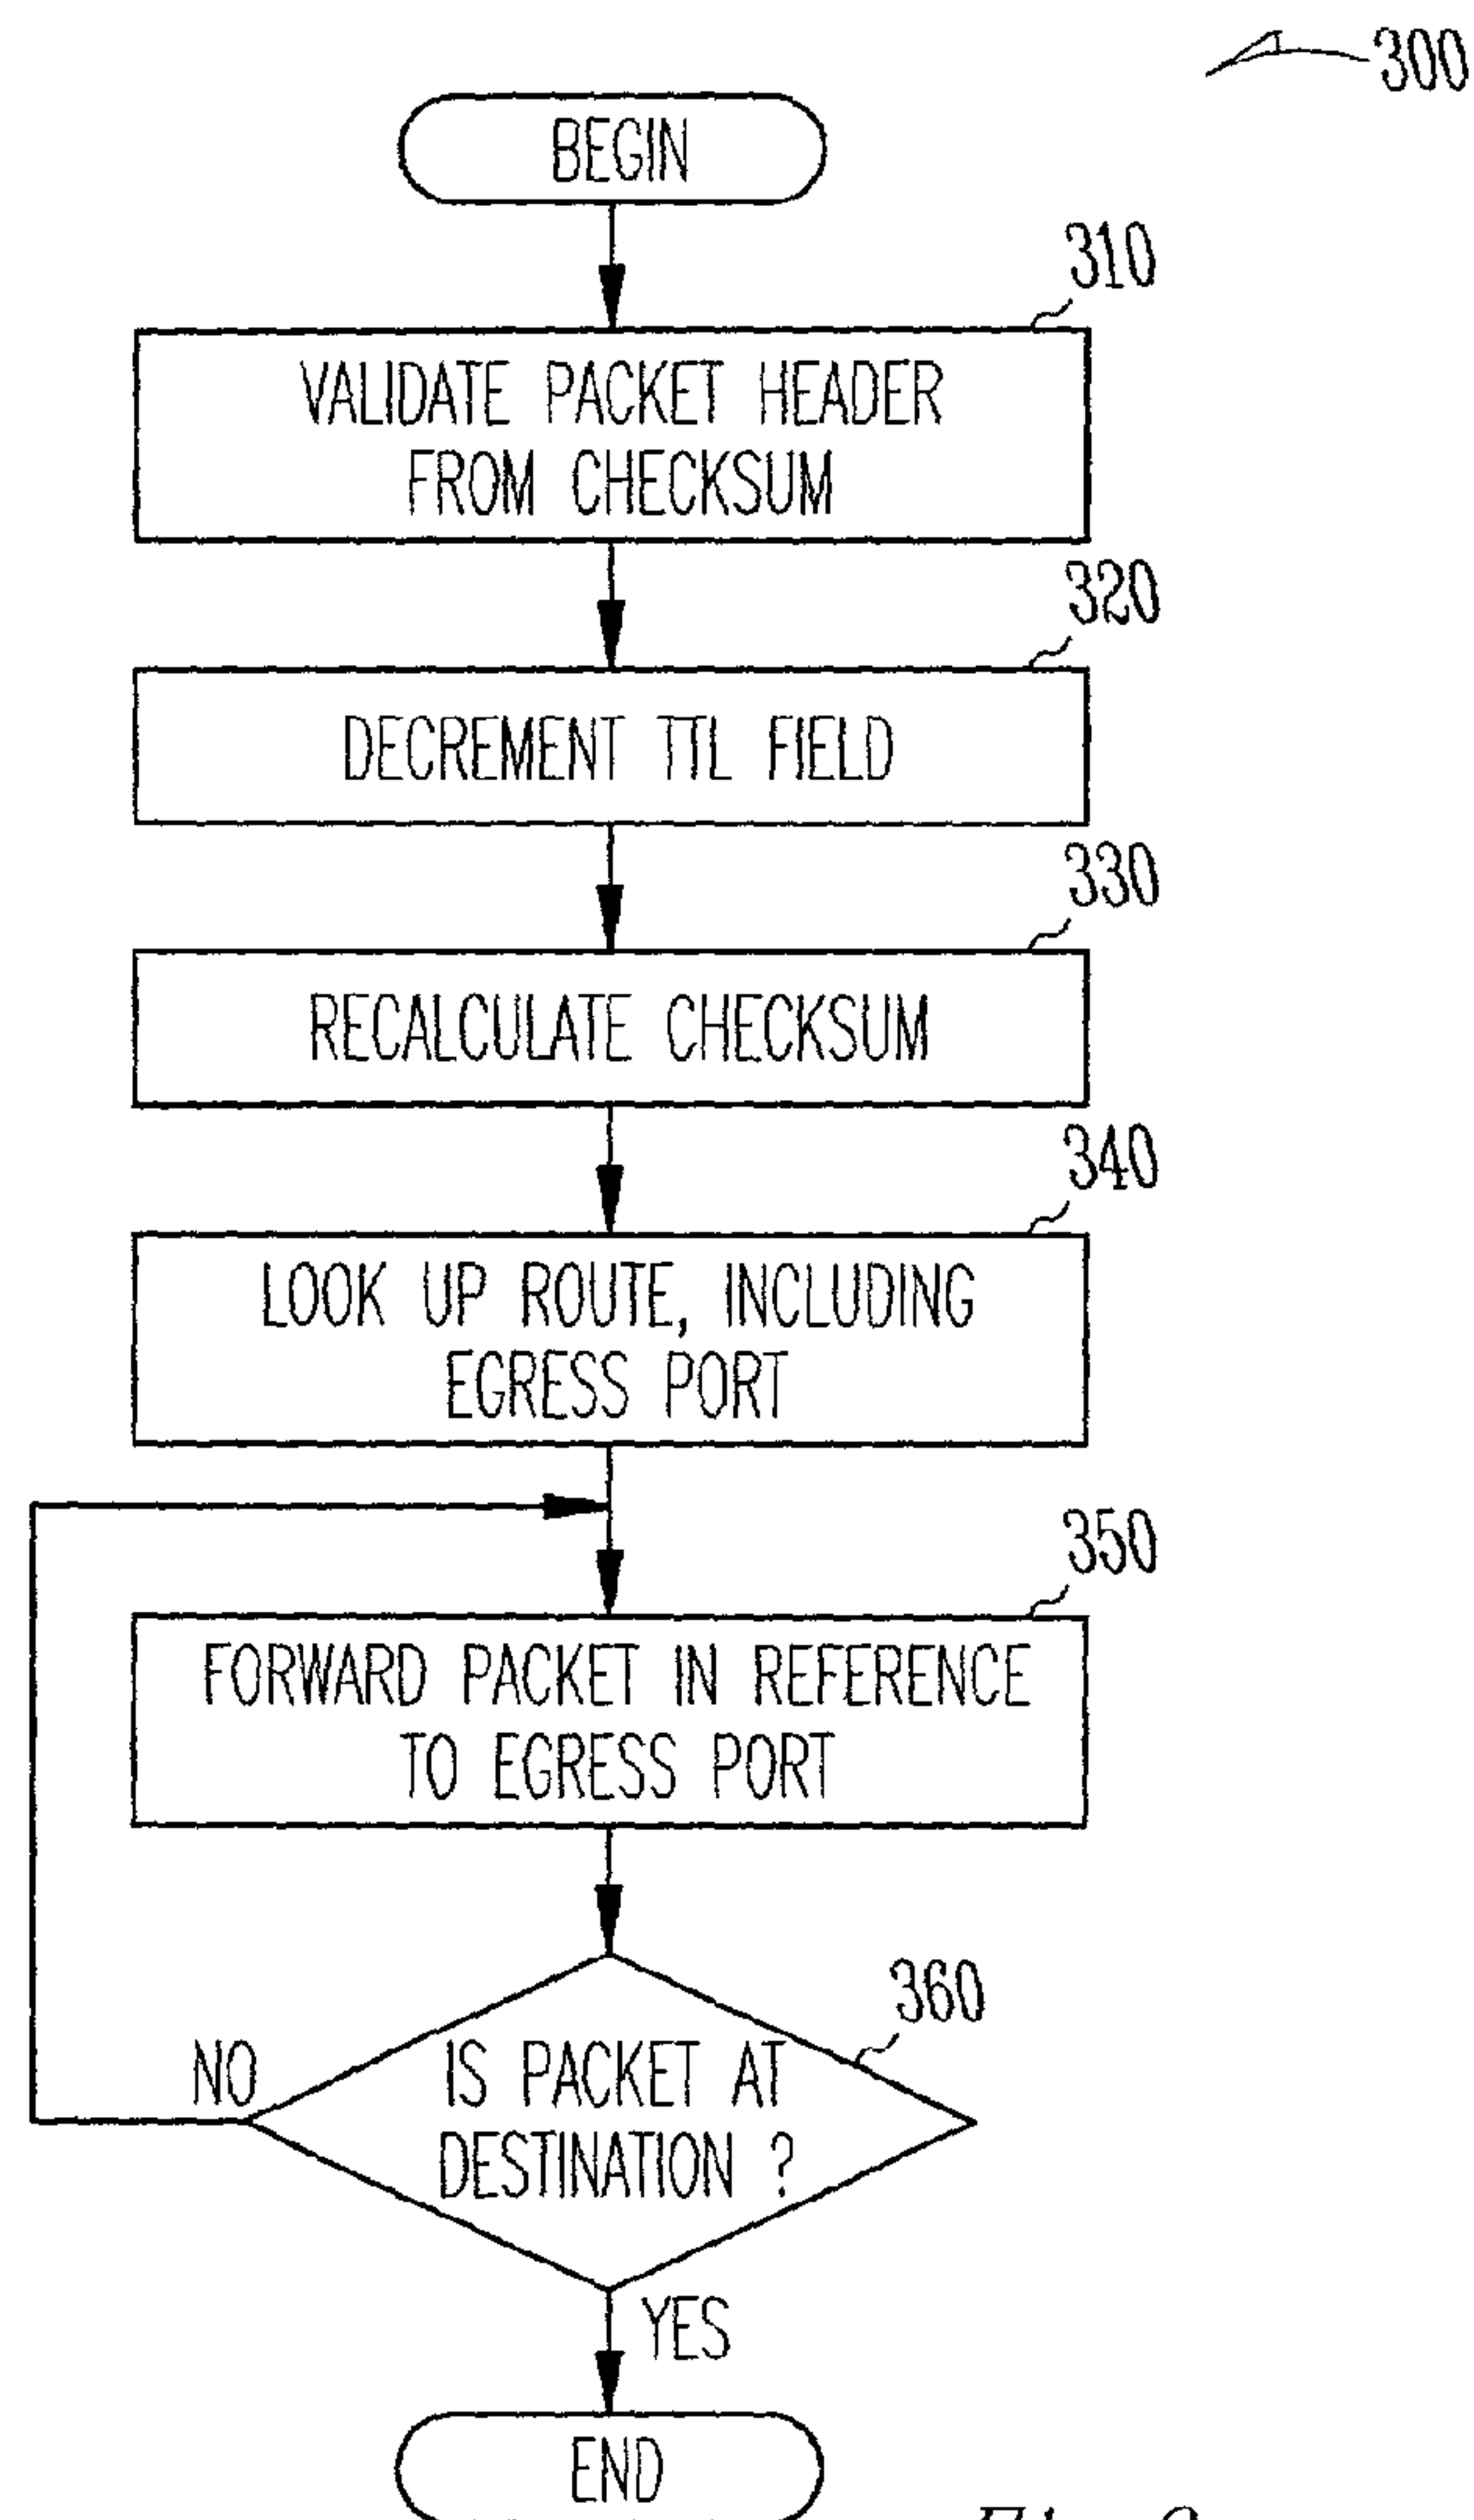 300
BEGIN
310
VALIDATE PACKET HEADER
FROM CHECKSUM
320
DECREMENT TTL FIELD
330
RECALCULATE CHECKSUM
340
LOOK UP ROUTE, INCLUDING
EGRESS PORT
350
FORWARD PACKET IN REFERENCE
TO EGRESS PORT
360
NO
IS PACKET AT
DESTINATION ?
YES
END